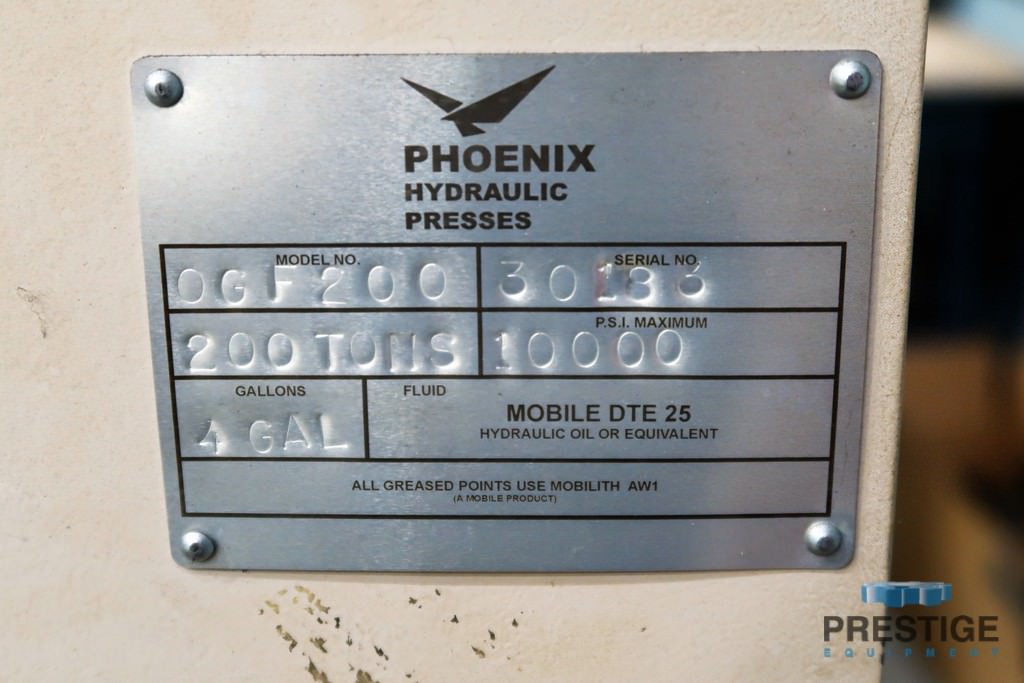 PHOENIX
HYDRAULIC
PRESSES
MODEL NO.
OGF200
SERIAL NO.
30183
200 TONS
P.S.I. MAXIMUM
10000
GALLONS
4 GAL
FLUID
MOBILE DTE 25
HYDRAULIC OIL OR EQUIVALENT
ALL GREASED POINTS USE MOBILITH AW1
(A MOBILE PRODUCT)
PRESTIGE
EQUIPMENT